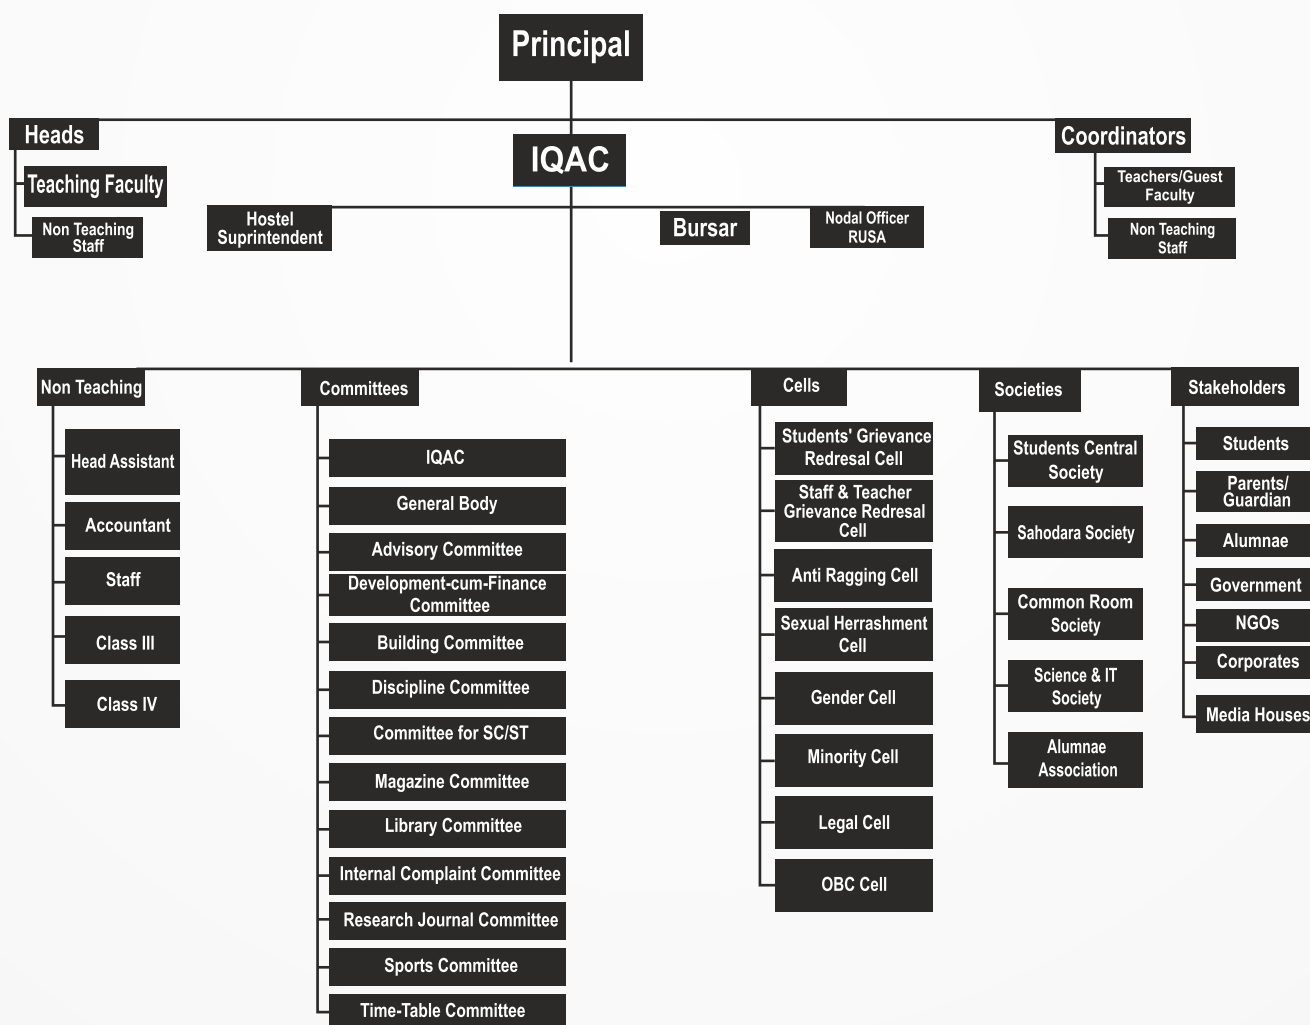 Principal
Heads
IQAC
Coordinators
Teaching Faculty
Non Teaching
Staff
Hostel
Suprintendent
Bursar
Nodal Officer
RUSA
Teachers/Guest
Faculty
Non Teaching
Staff
Non Teaching
Head Assistant
Accountant
Staff
Class III
Class IV
Committees
IQAC
General Body
Advisory Committee
Development-cum-Finance
Committee
Building Committee
Discipline Committee
Committee for SC/ST
Magazine Committee
Library Committee
Internal Complaint Committee
Research Journal Committee
Sports Committee
Time-Table Committee
Cells
Students' Grievance
Redresal Cell
Staff & Teacher
Grievance Redresal
Cell
Anti Ragging Cell
Sexual Herrashment
Cell
Gender Cell
Minority Cell
Legal Cell
OBC Cell
Societies
Students Central
Society
Sahodara Society
Common Room
Society
Science & IT
Society
Alumnae
Association
Stakeholders
Students
Parents/
Guardian
Alumnae
Government
NGOs
Corporates
Media Houses